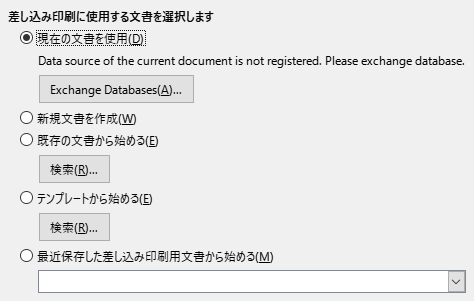 差し込み印刷に使用する文書を選択します
現在の文書を使用(D)
Data source of the current document is not registered. Please exchange database.
Exchange Databases(A)...
新規文書を作成(W)
既存の文書から始める(E)
検索(R)...
テンプレートから始める(E)
検索(R)...
最近保存した差し込み印刷用文書から始める(M)